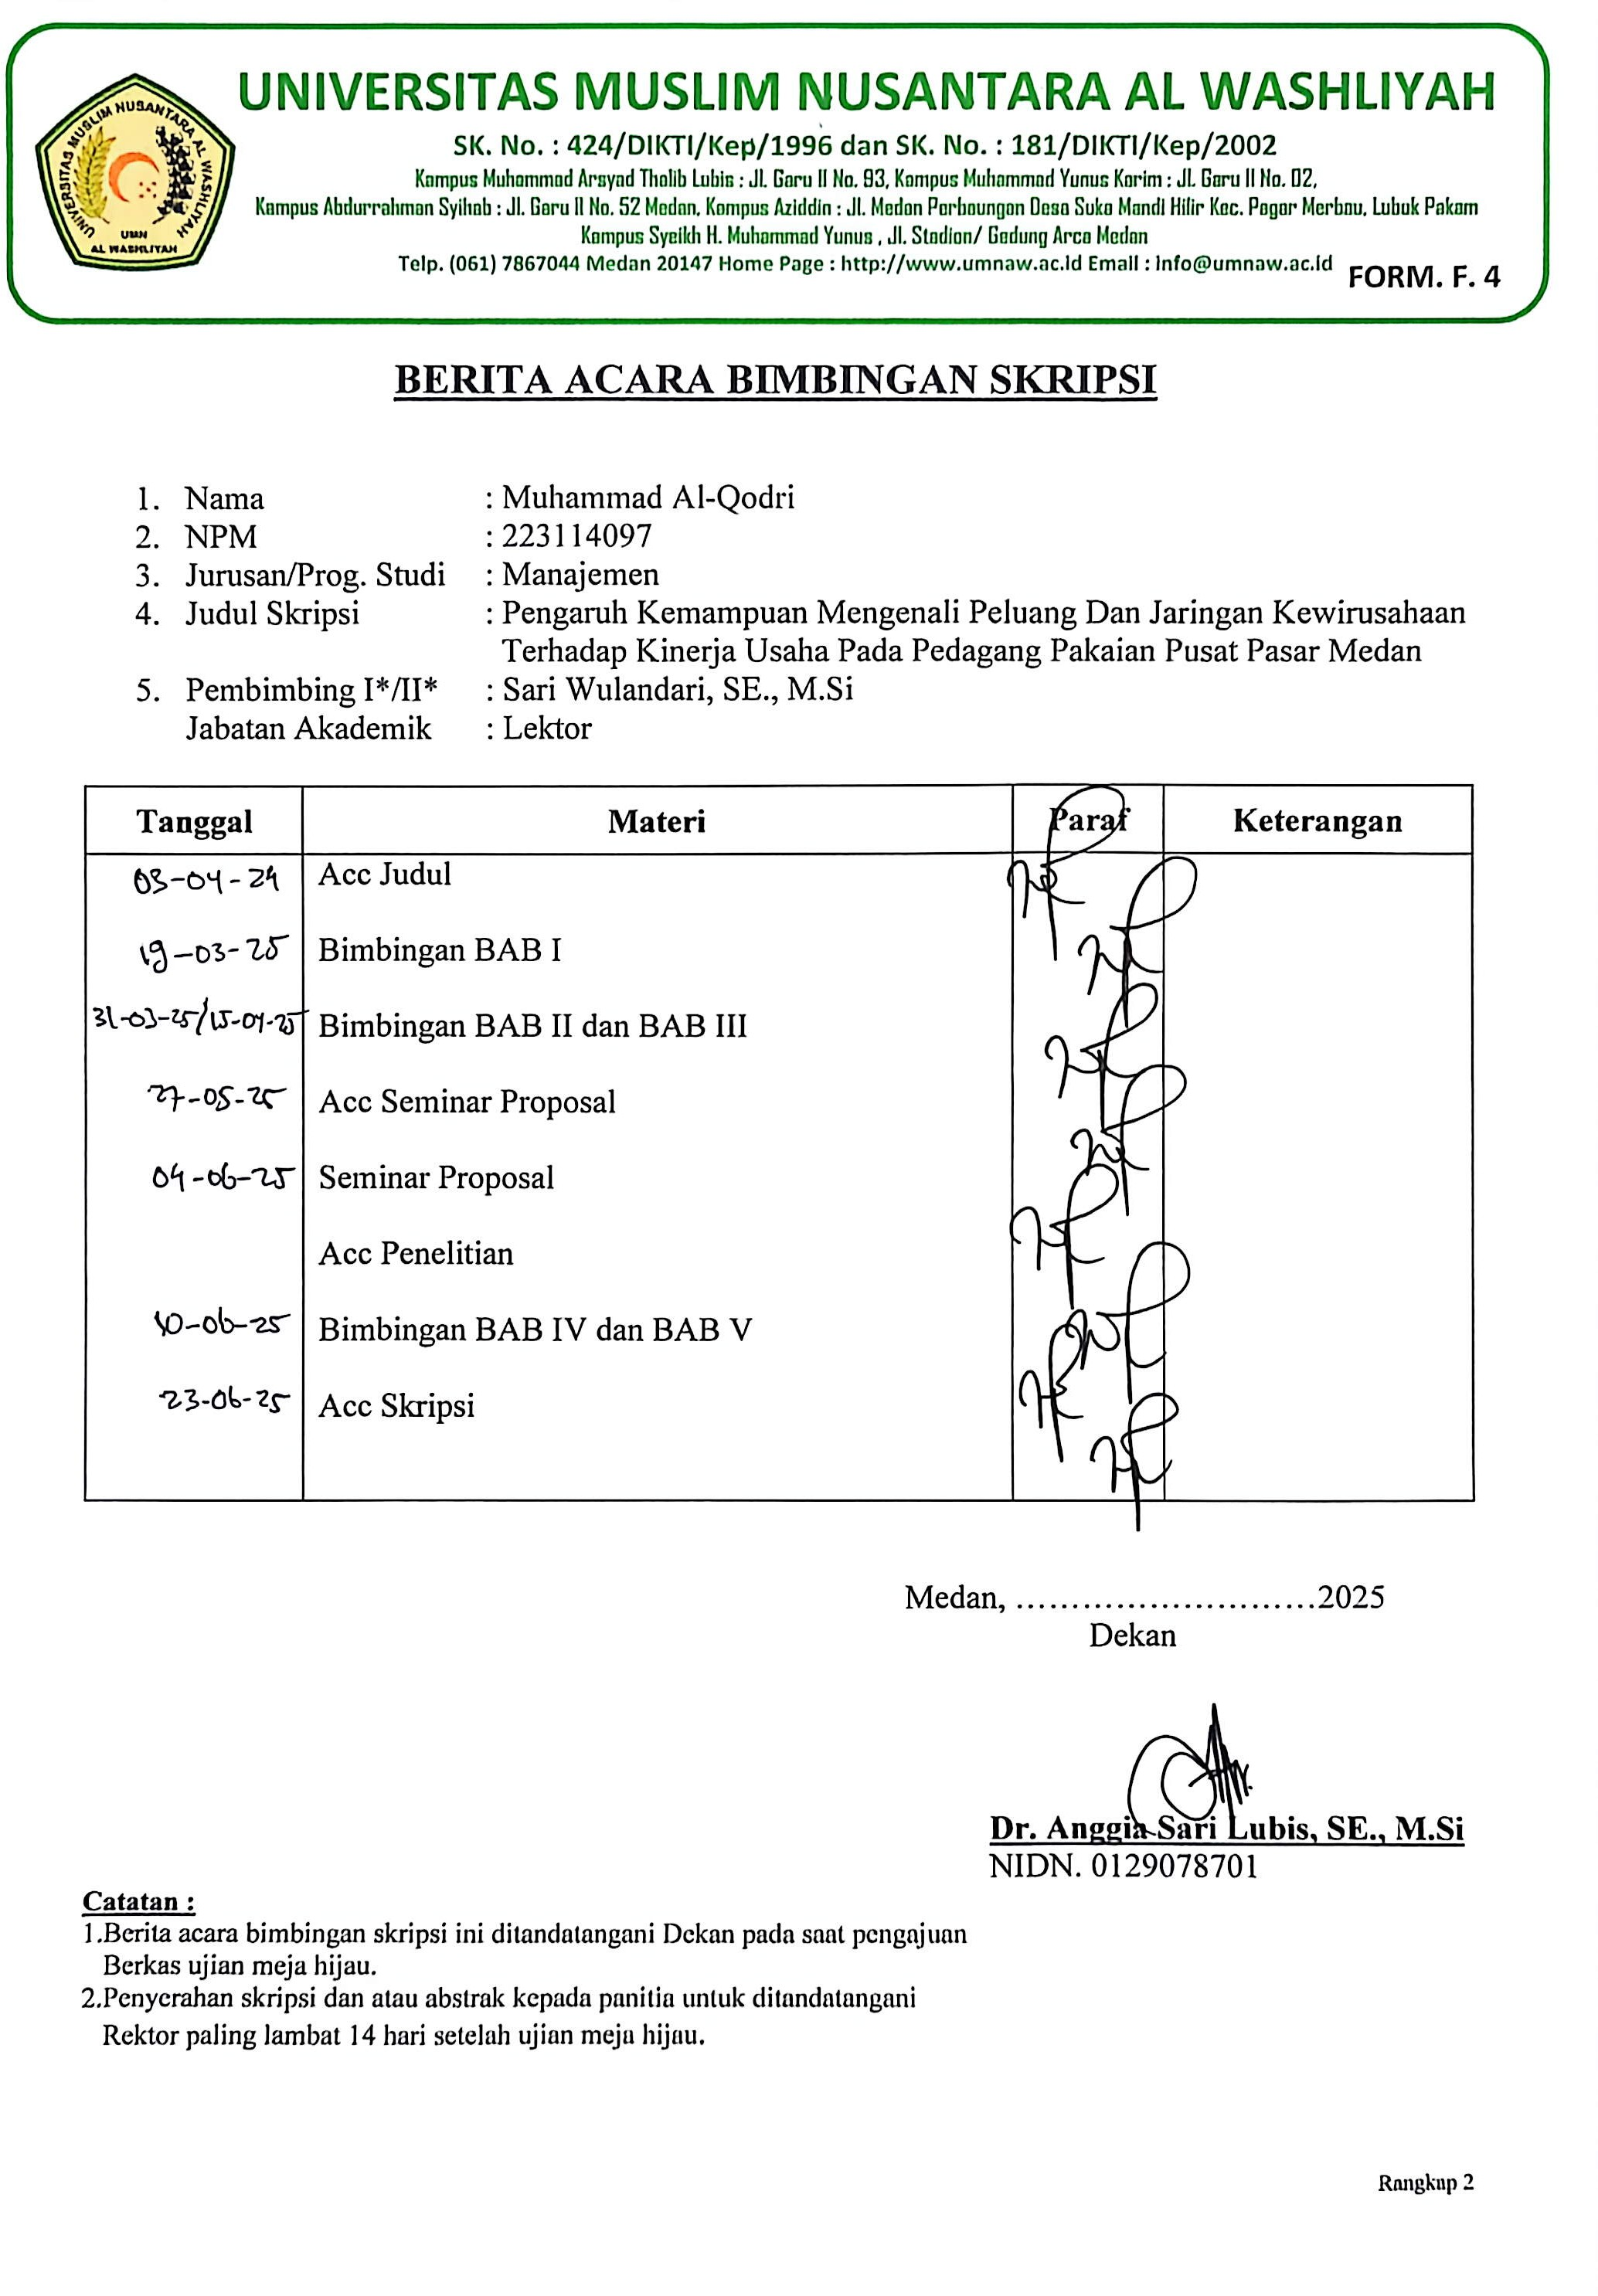 UNIVERSITAS MUSLIM NUSANTARA AL WASHLIYAH
SK. No. : 424/DIKTI/Kep/1996 dan SK. No. : 181/DIKTI/Kep/2002
Kampus Muhammad Arsyad Thalib Lubis : Jl. Garu II No. 93, Kampus Muhammad Yunus Karim : Jl. Garu II No. 02,
Kampus Abdurrahman Syihab : Jl. Garu II No. 52 Medan, Kampus Aziddin : Jl. Medan Perbaungan Desa Suka Mandi Hilir Kec. Pagar Merbau, Lubuk Pakam
Kampus Syeikh H. Muhammad Yunus , Jl. Stadion/ Gedung Arca Medan
Telp. (061) 7867044 Medan 20147 Home Page : http://www.umnaw.ac.id Email : info@umnaw.ac.id
FORM. F. 4
UNIVERSITAS MUSLIM NUSANTARA AL WASHLIYAH
UMN
AL WASHLIYAH
BERITA ACARA BIMBINGAN SKRIPSI
1. Nama : Muhammad Al-Qodri
2. NPM : 223114097
3. Jurusan/Prog. Studi : Manajemen
4. Judul Skripsi : Pengaruh Kemampuan Mengenali Peluang Dan Jaringan Kewirusahaan
Terhadap Kinerja Usaha Pada Pedagang Pakaian Pusat Pasar Medan
5. Pembimbing I*/II* : Sari Wulandari, SE., M.Si
Jabatan Akademik : Lektor
Tanggal Materi Paraf Keterangan
03-04-24 Acc Judul
19-03-25 Bimbingan BAB I
31-03-25/15-04-25 Bimbingan BAB II dan BAB III
27-05-25 Acc Seminar Proposal
04-06-25 Seminar Proposal
Acc Penelitian
10-06-25 Bimbingan BAB IV dan BAB V
23-06-25 Acc Skripsi
Medan, ...........................2025
Dekan
Dr. Anggia Sari Lubis, SE., M.Si
NIDN. 0129078701
Catatan :
1.Berita acara bimbingan skripsi ini ditandatangani Dekan pada saat pengajuan
Berkas ujian meja hijau.
2.Penyerahan skripsi dan atau abstrak kepada panitia untuk ditandatangani
Rektor paling lambat 14 hari setelah ujian meja hijau.
Rangkap 2